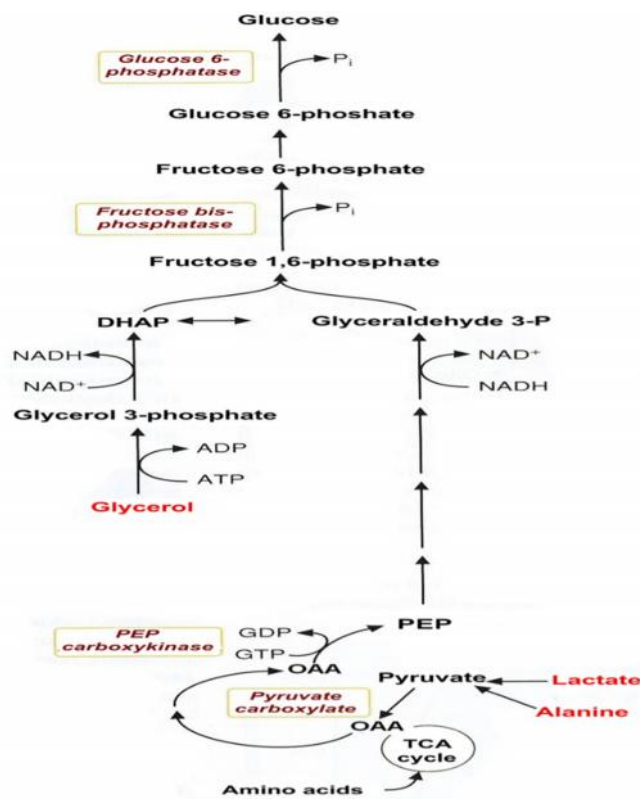 Glucose
Glucose 6-
phosphatase
Pi
Glucose 6-phoshate
Fructose 6-phosphate
Fructose bis-
phosphatase
Pi
Fructose 1,6-phosphate
DHAP
Glyceraldehyde 3-P
NADH
NAD⁺
NAD⁺
NADH
Glycerol 3-phosphate
ADP
ATP
Glycerol
PEP
carboxykinase
GDP
GTP
PEP
OAA
Pyruvate
Lactate
Pyruvate
carboxylate
Alanine
OAA
TCA
cycle
Amino acids